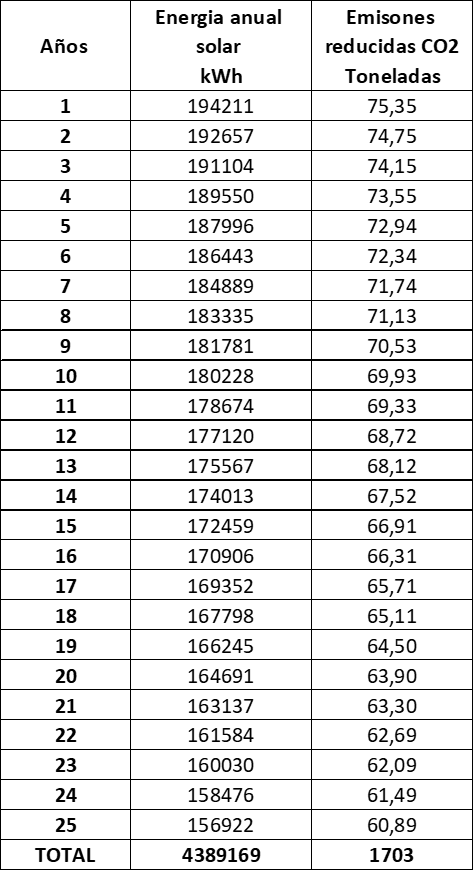 Años Energia anual solar kWh Emisones reducidas CO2 Toneladas
1 194211 75,35
2 192657 74,75
3 191104 74,15
4 189550 73,55
5 187996 72,94
6 186443 72,34
7 184889 71,74
8 183335 71,13
9 181781 70,53
10 180228 69,93
11 178674 69,33
12 177120 68,72
13 175567 68,12
14 174013 67,52
15 172459 66,91
16 170906 66,31
17 169352 65,71
18 167798 65,11
19 166245 64,50
20 164691 63,90
21 163137 63,30
22 161584 62,69
23 160030 62,09
24 158476 61,49
25 156922 60,89
TOTAL 4389169 1703